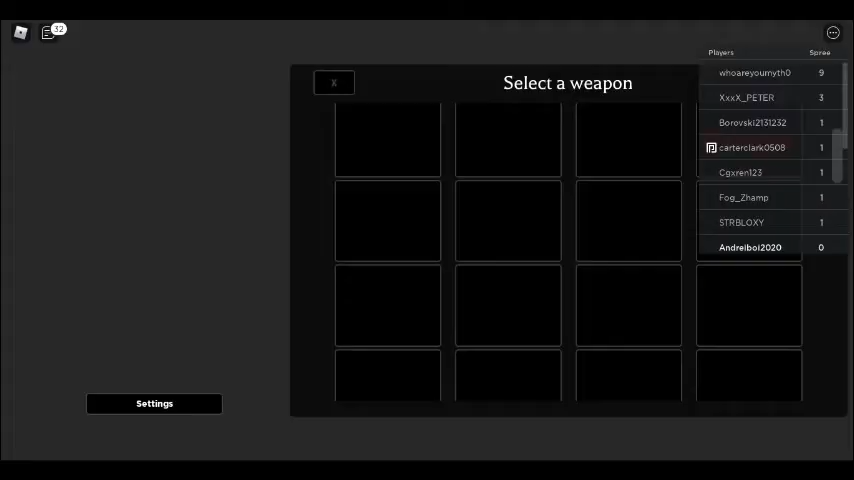 32
Players Spree
whoareyoumyth0 9
X
Select a weapon
XxxX_PETER 3
Borovski2131232 1
carterclark0508 1
Cgxren123 1
Fog_Zhamp 1
STRBLOXY 1
Andreiboi2020 0
Settings